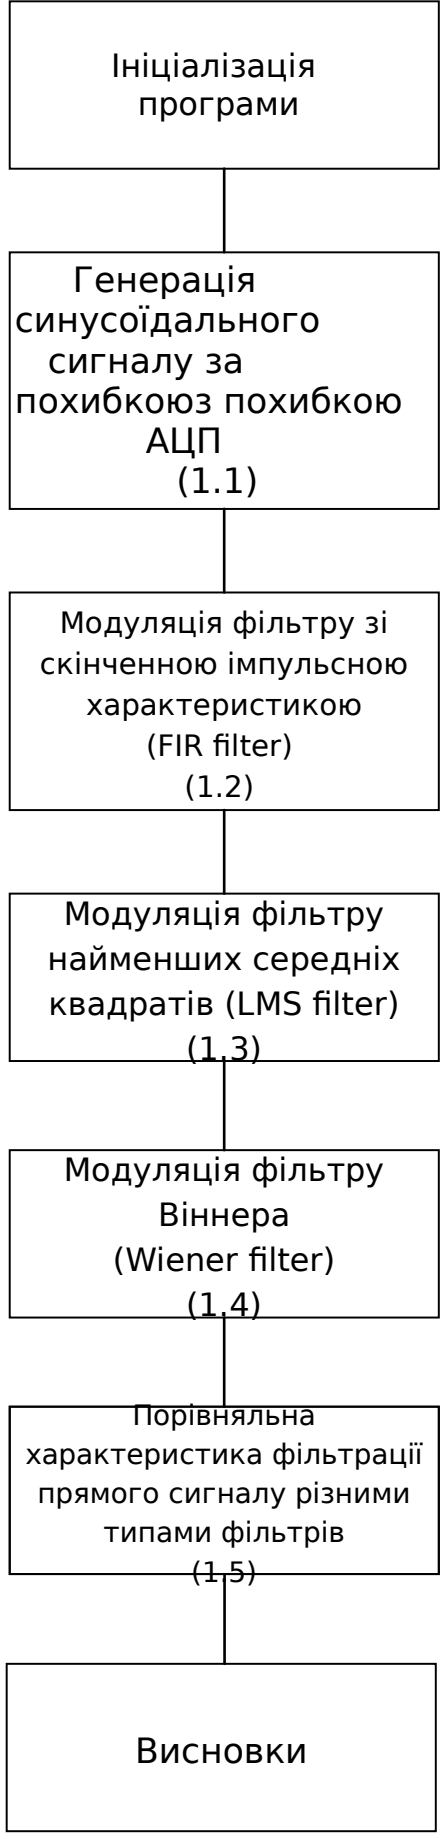 Ініціалізація
програми
Генерація
синусоїдального
сигналу за
похибкоюз похибкою
АЦП
(1.1)
Модуляція фільтру зі
скінченною імпульсною
характеристикою
(FIR filter)
(1.2)
Модуляція фільтру
найменших середніх
квадратів (LMS filter)
(1.3)
Модуляція фільтру
Віннера
(Wiener filter)
(1.4)
Порівняльна
характеристика фільтрації
прямого сигналу різними
типами фільтрів
(1.5)
Висновки